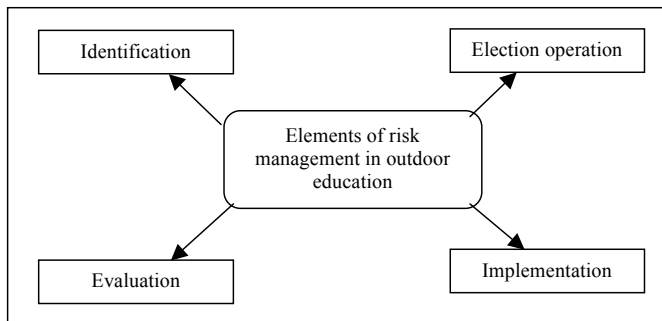 Identification
Election operation
Elements of risk
management in outdoor
education
Evaluation
Implementation